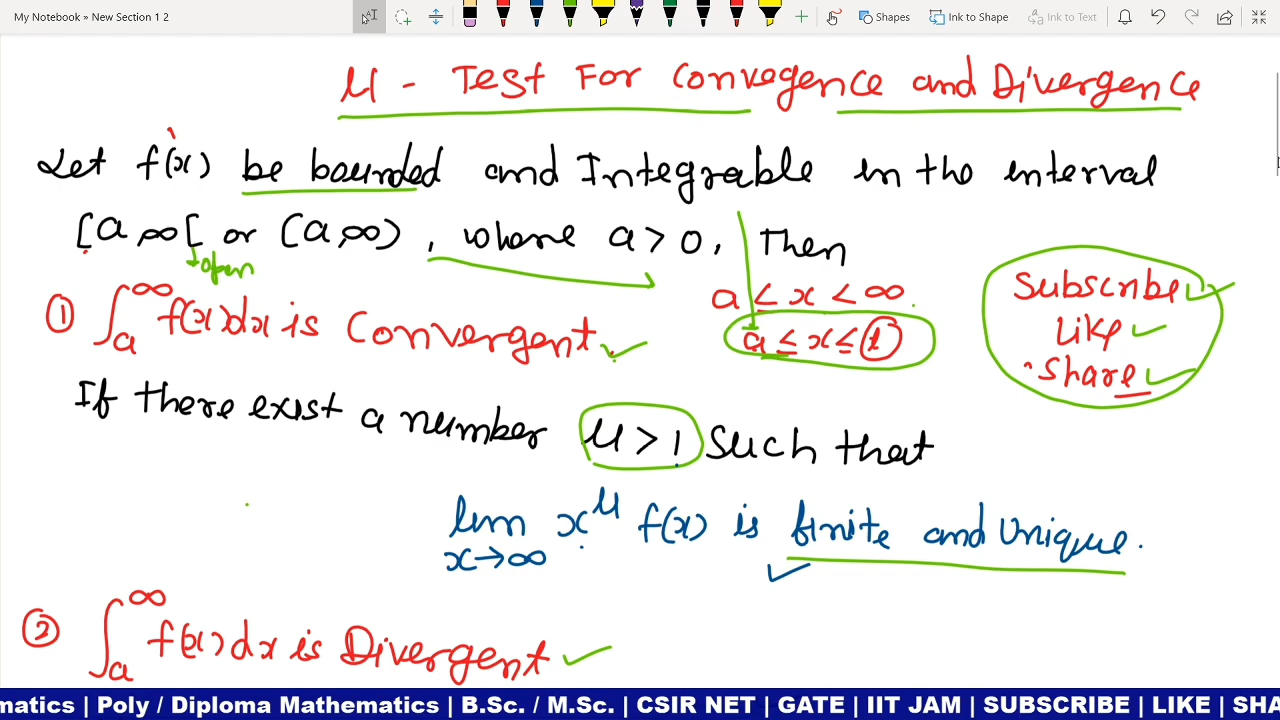 My Notebook » New Section 1 2
Shapes
Ink to Shape
Ink to Text
μ - Test For Convegence and Divergence
Let f(x) be bounded and Integrable in the interval
[a,∞[ or (a,∞), where a > 0, Then
open
a ≤ x < ∞
a ≤ x ≤ 1
Subscribe
Like
Share
① ∫ₐ^∞ f(x)dx is Convergent
If there exist a number μ > 1 Such that
lim x→∞ x^μ f(x) is finite and Unique.
② ∫ₐ^∞ f(x)dx is Divergent
matics | Poly / Diploma Mathematics | B.Sc. / M.Sc. | CSIR NET | GATE | IIT JAM | SUBSCRIBE | LIKE | SHA